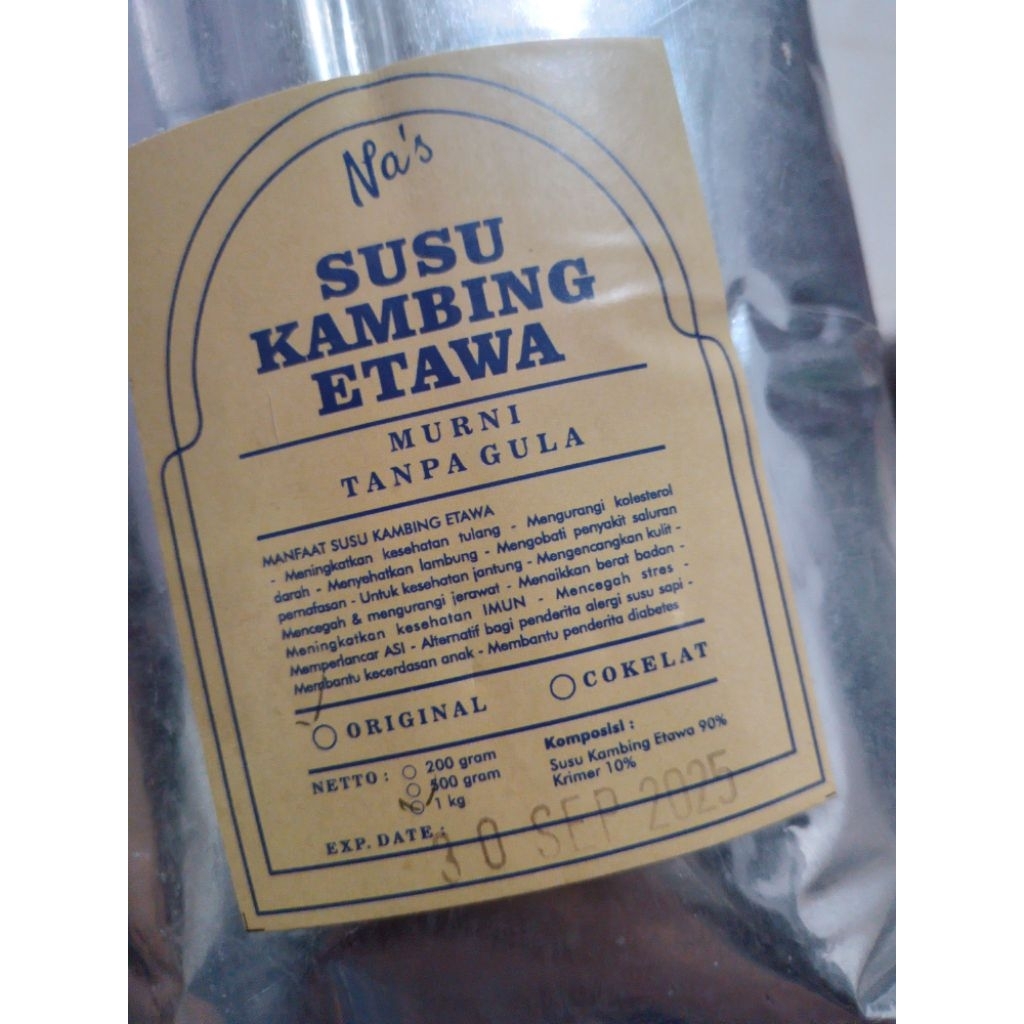 Na's
SUSU
KAMBING
ETAWA
MURNI
TANPA GULA
MANFAAT SUSU KAMBING ETAWA
- Meningkatkan kesehatan tulang - Mengurangi kolesterol
darah - Menyehatkan lambung - Mengobati penyakit saluran
pernafasan - Untuk kesehatan jantung - Mengencangkan kulit -
Mencegah & mengurangi jerawat - Menaikkan berat badan -
Meningkatkan kesehatan IMUN - Mencegah stres -
Memperlancar ASI - Alternatif bagi penderita alergi susu sapi -
Membantu kecerdasan anak - Membantu penderita diabetes
ORIGINAL
COKELAT
NETTO :
200 gram
500 gram
1 kg
Komposisi :
Susu Kambing Etawa 90%
Krimer 10%
EXP. DATE :
30 SEP 2025